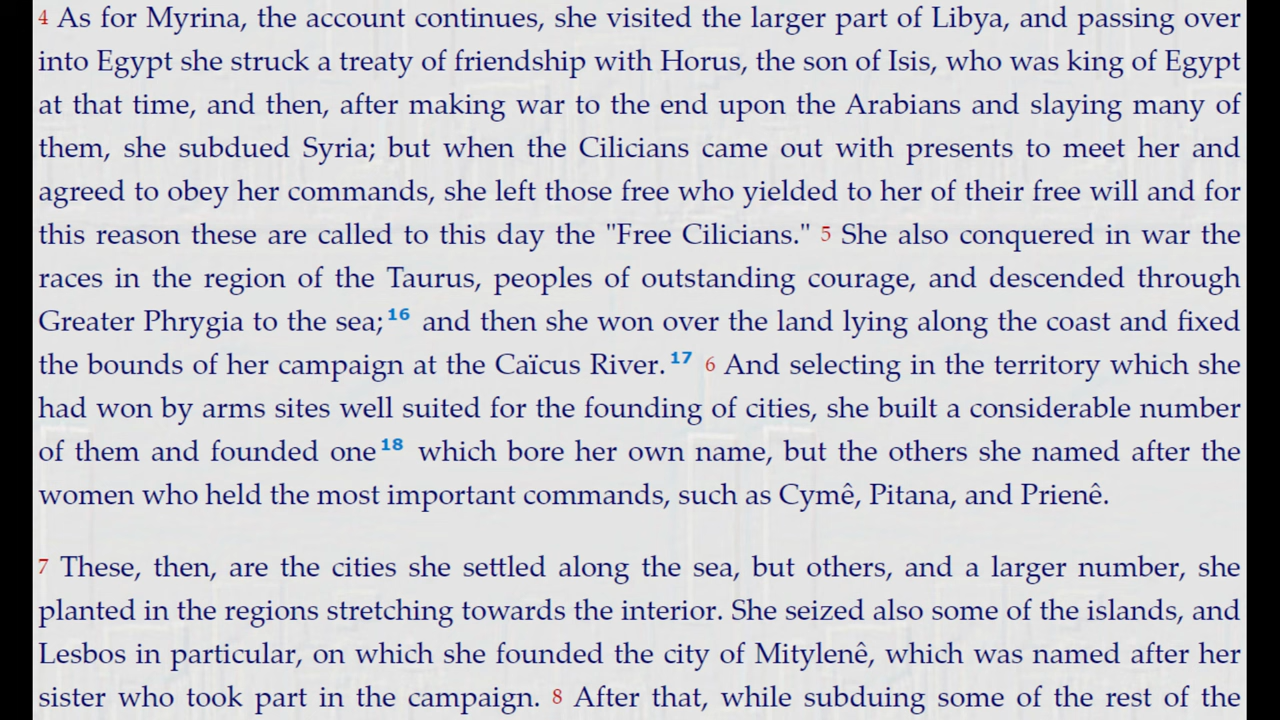 4 As for Myrina, the account continues, she visited the larger part of Libya, and passing over
into Egypt she struck a treaty of friendship with Horus, the son of Isis, who was king of Egypt
at that time, and then, after making war to the end upon the Arabians and slaying many of
them, she subdued Syria; but when the Cilicians came out with presents to meet her and
agreed to obey her commands, she left those free who yielded to her of their free will and for
this reason these are called to this day the "Free Cilicians." 5 She also conquered in war the
races in the region of the Taurus, peoples of outstanding courage, and descended through
Greater Phrygia to the sea;16 and then she won over the land lying along the coast and fixed
the bounds of her campaign at the Caïcus River.17 6 And selecting in the territory which she
had won by arms sites well suited for the founding of cities, she built a considerable number
of them and founded one18 which bore her own name, but the others she named after the
women who held the most important commands, such as Cymê, Pitana, and Prienê.
7 These, then, are the cities she settled along the sea, but others, and a larger number, she
planted in the regions stretching towards the interior. She seized also some of the islands, and
Lesbos in particular, on which she founded the city of Mitylenê, which was named after her
sister who took part in the campaign. 8 After that, while subduing some of the rest of the